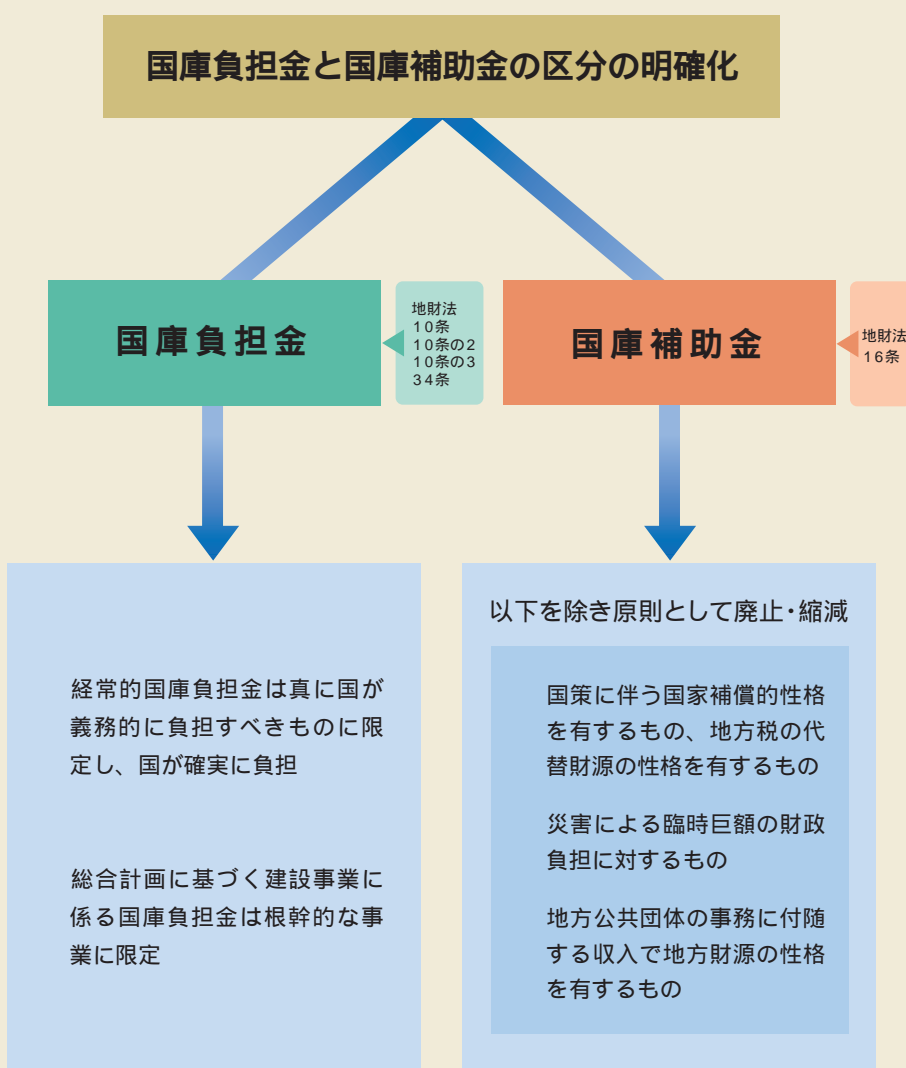 国庫負担金と国庫補助金の区分の明確化
国庫負担金
地財法
10条
10条の2
10条の3
34条
国庫補助金
地財法
16条
経常的国庫負担金は真に国が
義務的に負担すべきものに限
定し、国が確実に負担
総合計画に基づく建設事業に
係る国庫負担金は根幹的な事
業に限定
以下を除き原則として廃止・縮減
国策に伴う国家補償的性格
を有するもの、地方税の代
替財源の性格を有するもの
災害による臨時巨額の財政
負担に対するもの
地方公共団体の事務に付随
する収入で地方財源の性格
を有するもの